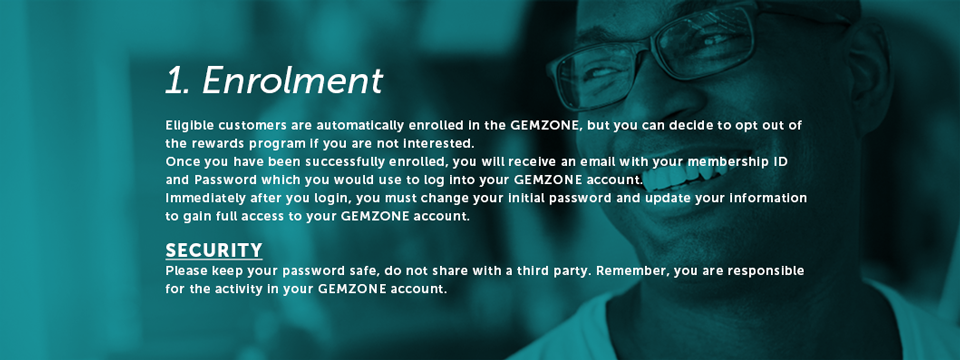 1. Enrolment
Eligible customers are automatically enrolled in the GEMZONE, but you can decide to opt out of
the rewards program if you are not interested.
Once you have been successfully enrolled, you will receive an email with your membership ID
and Password which you would use to log into your GEMZONE account.
Immediately after you login, you must change your initial password and update your information
to gain full access to your GEMZONE account.
SECURITY
Please keep your password safe, do not share with a third party. Remember, you are responsible
for the activity in your GEMZONE account.